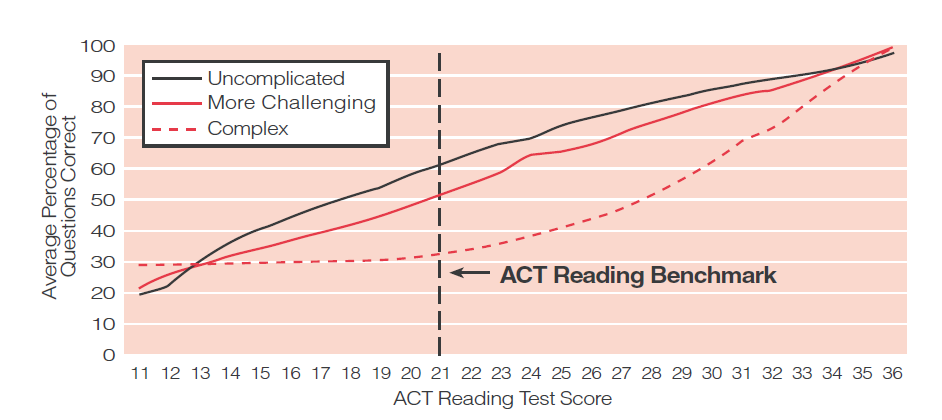 100
90
80
70
60
50
40
30
20
10
0
Average Percentage of
Questions Correct
Uncomplicated
More Challenging
Complex
ACT Reading Benchmark
11 12 13 14 15 16 17 18 19 20 21 22 23 24 25 26 27 28 29 30 31 32 33 34 35 36
ACT Reading Test Score